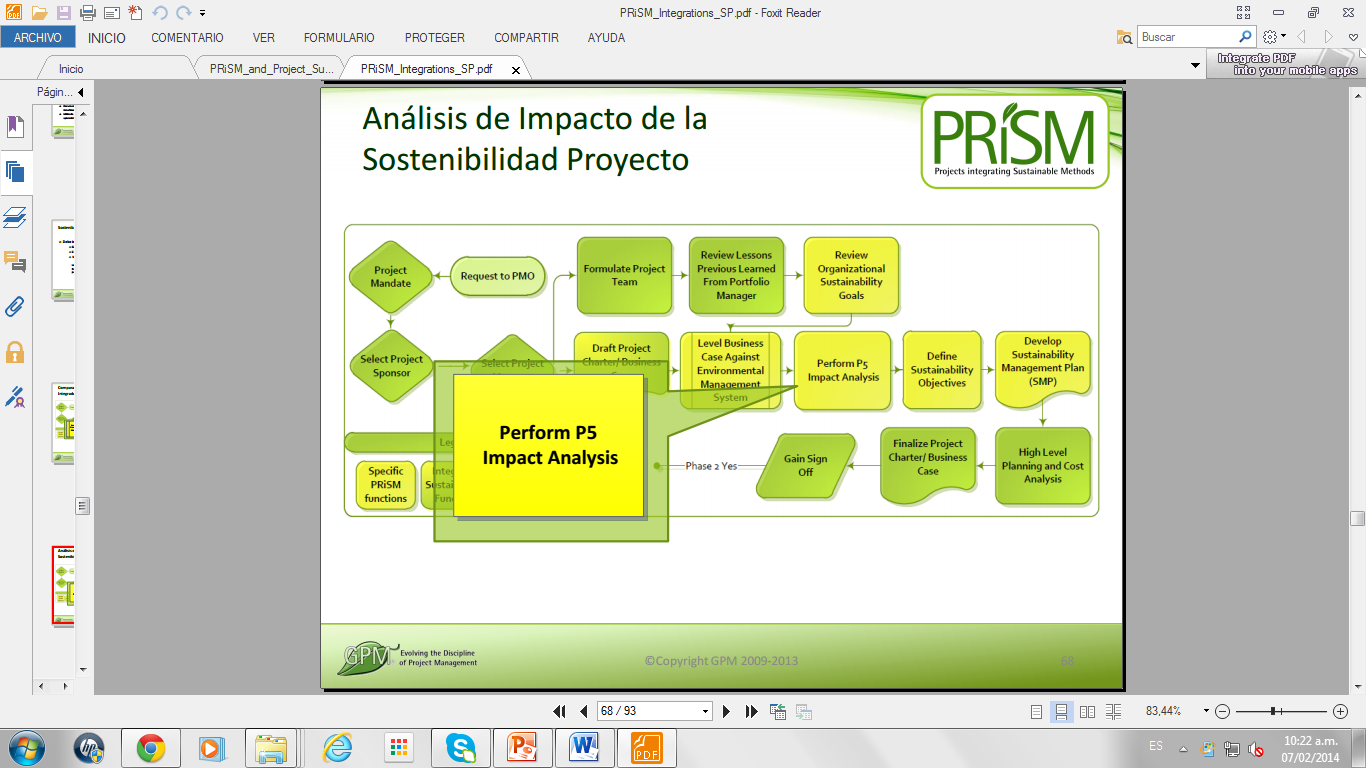 PRiSM_Integrations_SP.pdf - Foxit Reader
ARCHIVO INICIO COMENTARIO VER FORMULARIO PROTEGER COMPARTIR AYUDA
Buscar
Inicio PRiSM_and_Project_Su... PRiSM_Integrations_SP.pdf
Integrate PDF
into your mobile apps
Págin...
Análisis de Impacto de la
Sostenibilidad Proyecto
PRiSM
Projects integrating Sustainable Methods
Project
Mandate
Request to PMO
Formulate Project
Team
Review Lessons
Previous Learned
From Portfolio
Manager
Review
Organizational
Sustainability
Goals
Select Project
Sponsor
Select Project
Draft Project
Charter/ Business
Level Business
Case Against
Environmental
Management
System
Perform P5
Impact Analysis
Define
Sustainability
Objectives
Develop
Sustainability
Management Plan
(SMP)
Perform P5
Impact Analysis
Specific
PRiSM
functions
Phase 2 Yes
Gain Sign
Off
Finalize Project
Charter/ Business
Case
High Level
Planning and Cost
Analysis
GPM
Evolving the Discipline
of Project Management
©Copyright GPM 2009-2013
68
68 / 93
83,44%
ES
10:22 a.m.
07/02/2014